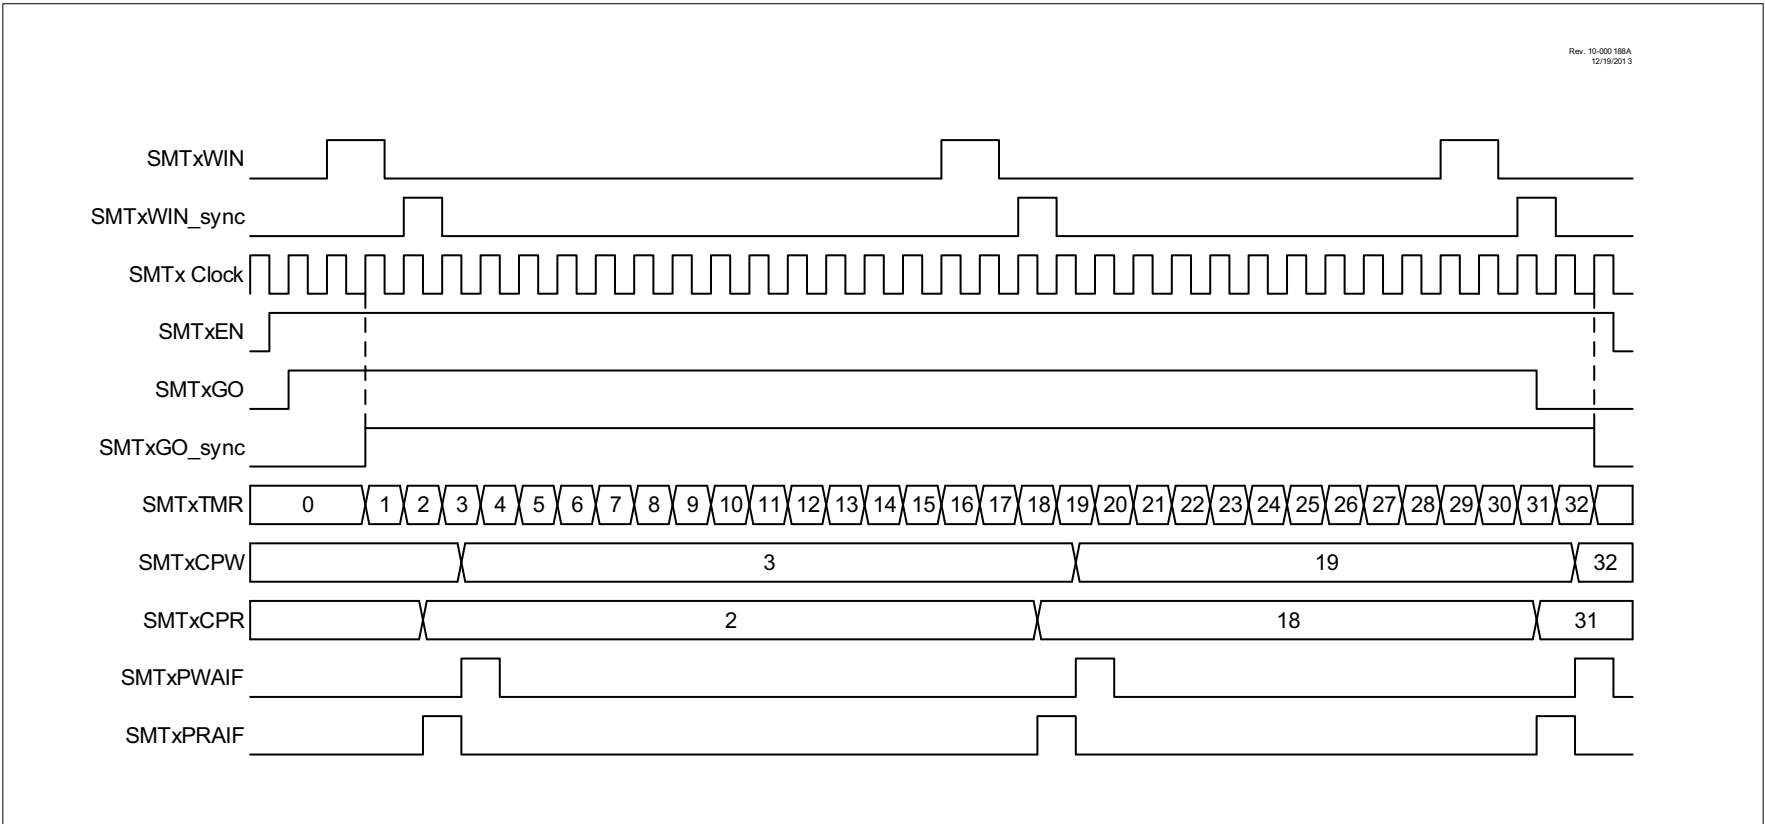 Rev. 10-000 188A
12/19/2013
SMTxWIN
SMTxWIN_sync
SMTx Clock
SMTxEN
SMTxGO
SMTxGO_sync
SMTxTMR 0 1 2 3 4 5 6 7 8 9 10 11 12 13 14 15 16 17 18 19 20 21 22 23 24 25 26 27 28 29 30 31 32
SMTxCPW 3 19 32
SMTxCPR 2 18 31
SMTxPWAIF
SMTxPRAIF